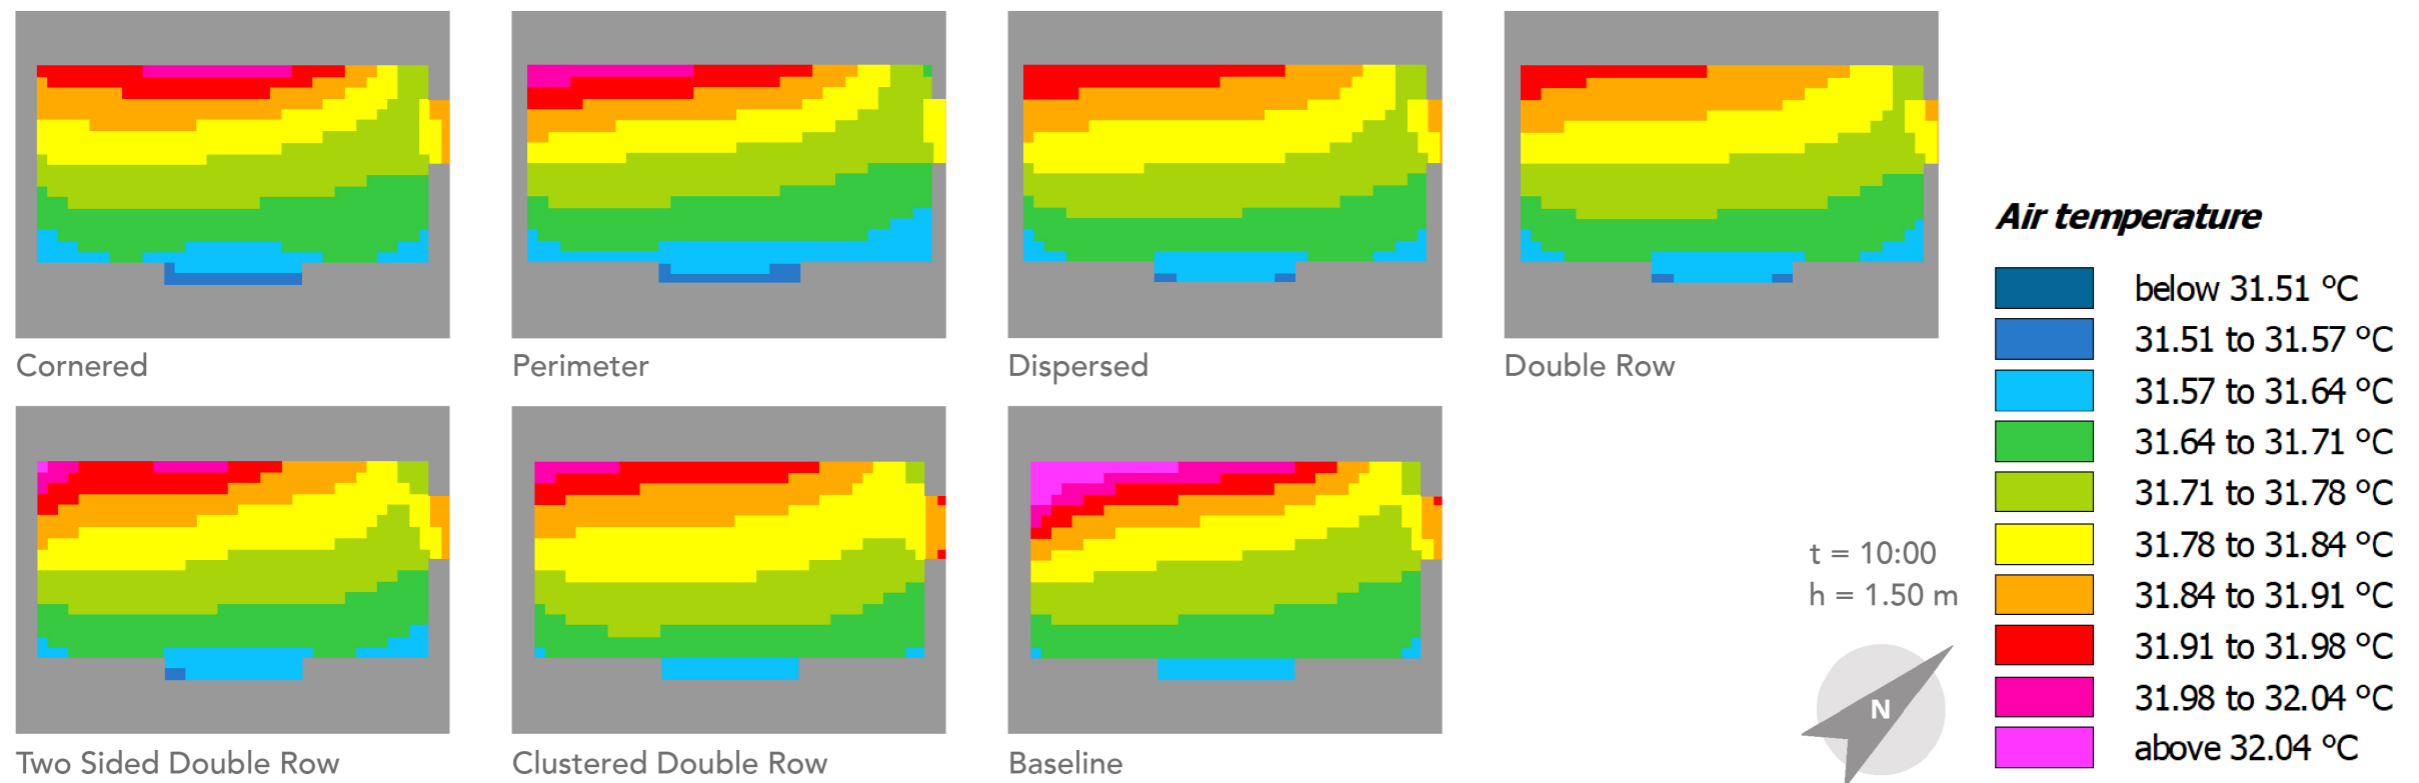 Cornered
Perimeter
Dispersed
Double Row
Two Sided Double Row
Clustered Double Row
Baseline
t = 10:00
h = 1.50 m
N
Air temperature
below 31.51 °C
31.51 to 31.57 °C
31.57 to 31.64 °C
31.64 to 31.71 °C
31.71 to 31.78 °C
31.78 to 31.84 °C
31.84 to 31.91 °C
31.91 to 31.98 °C
31.98 to 32.04 °C
above 32.04 °C